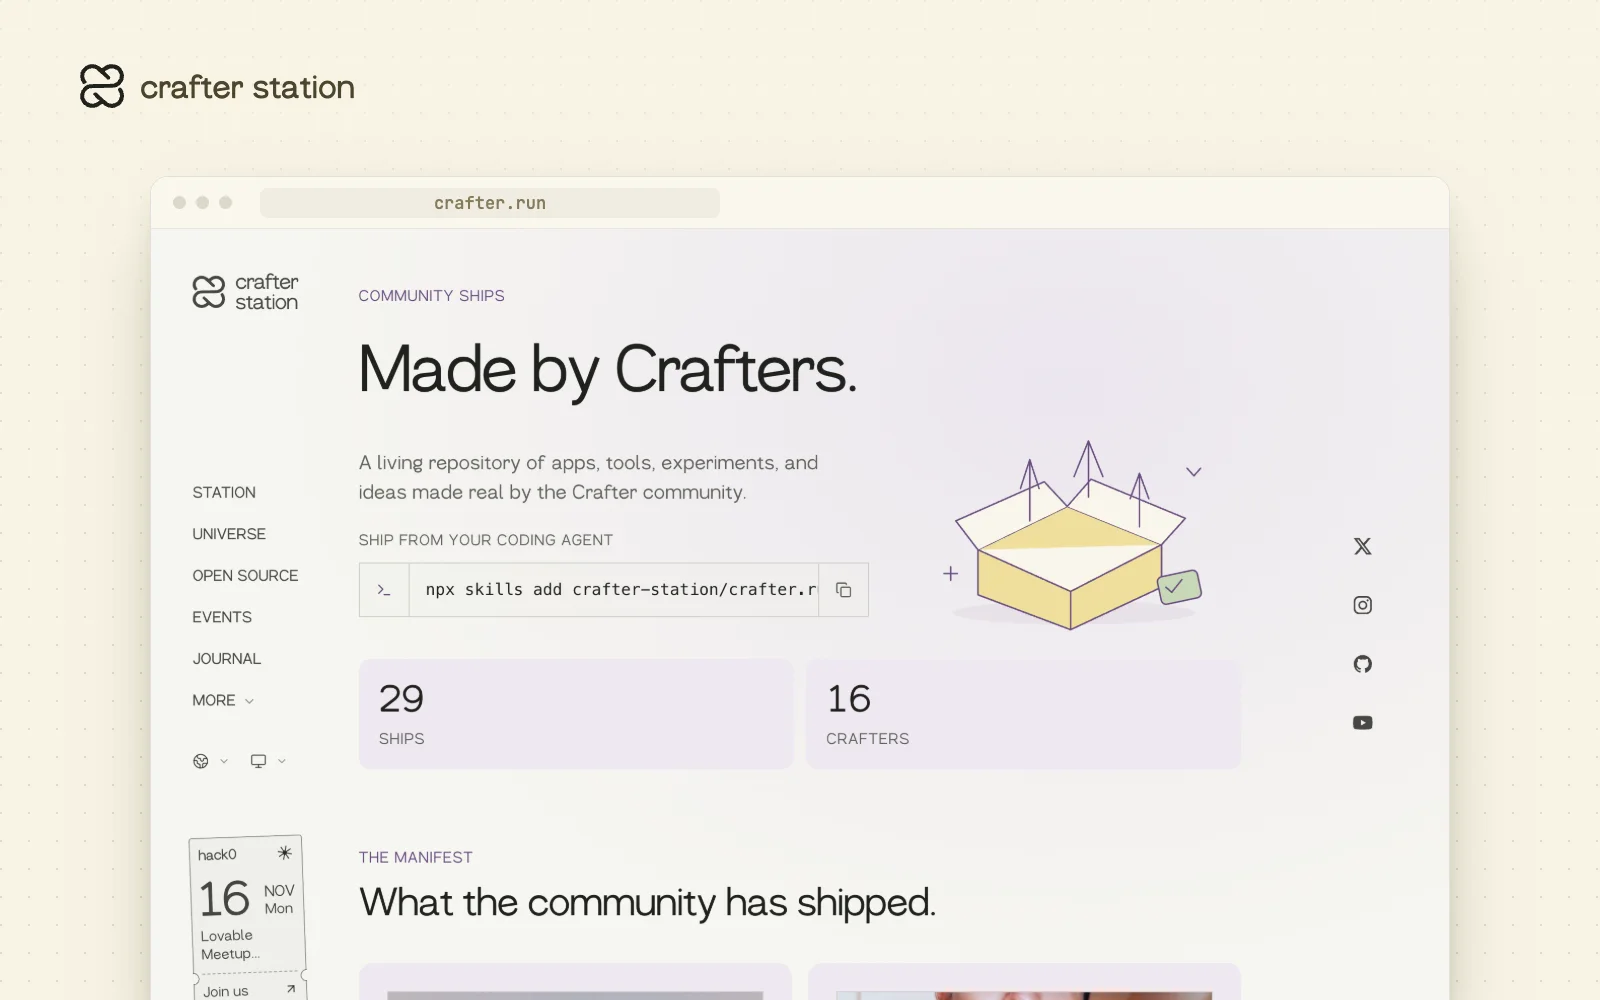 crafter station
crafter.run
crafter
station
COMMUNITY SHIPS
Made by Crafters.
A living repository of apps, tools, experiments, and
ideas made real by the Crafter community.
SHIP FROM YOUR CODING AGENT
npx skills add crafter-station/crafter.r
STATION
UNIVERSE
OPEN SOURCE
EVENTS
JOURNAL
MORE
29
SHIPS
16
CRAFTERS
hack0
16
NOV
Mon
Lovable
Meetup...
Join us
THE MANIFEST
What the community has shipped.